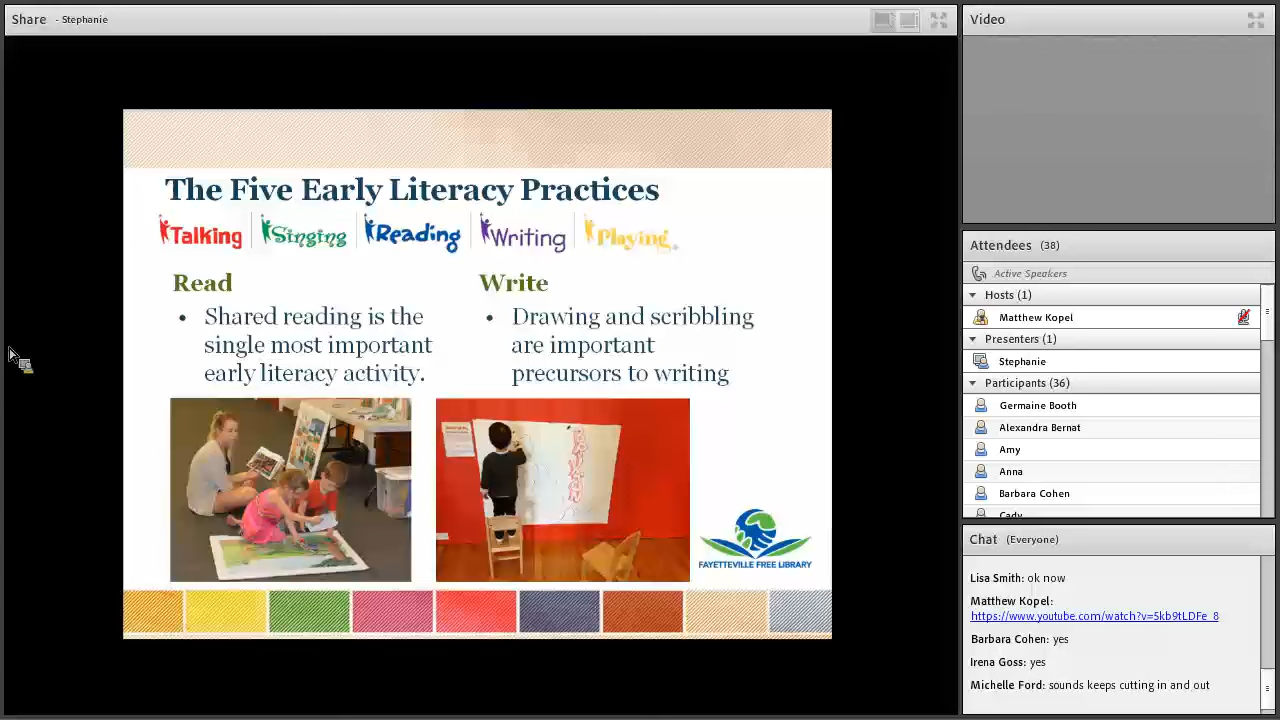 Share - Stephanie
The Five Early Literacy Practices
Talking Singing Reading Writing Playing
Read
• Shared reading is the
single most important
early literacy activity.
Write
• Drawing and scribbling
are important
precursors to writing
FAYETTEVILLE FREE LIBRARY
Video
Attendees (38)
Active Speakers
Hosts (1)
Matthew Kopel
Presenters (1)
Stephanie
Participants (36)
Germaine Booth
Alexandra Bernat
Amy
Anna
Barbara Cohen
Cady
Chat (Everyone)
Lisa Smith: ok now
Matthew Kopel:
https://www.youtube.com/watch?v=5kb9tLDFe_8
Barbara Cohen: yes
Irena Goss: yes
Michelle Ford: sounds keeps cutting in and out